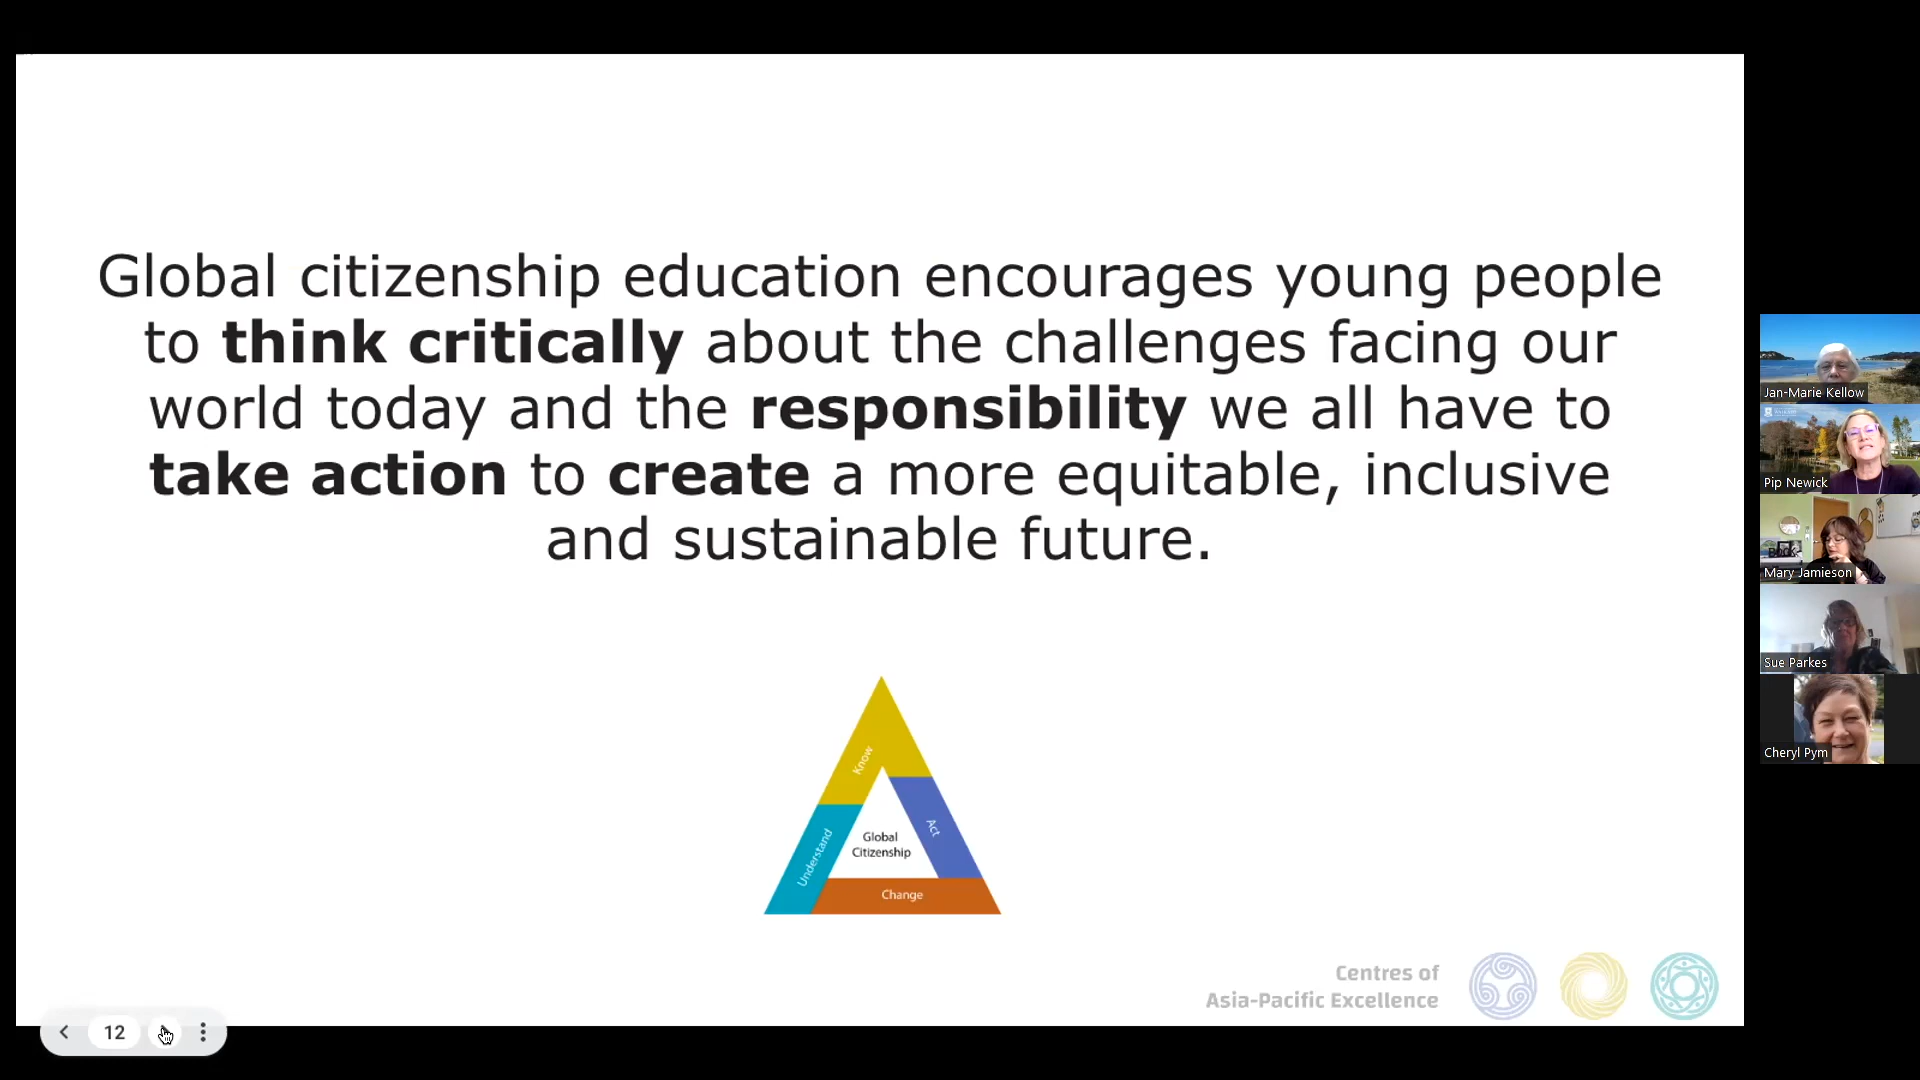 Global citizenship education encourages young people
to think critically about the challenges facing our
world today and the responsibility we all have to
take action to create a more equitable, inclusive
and sustainable future.
Know
Act
Understand
Global
Citizenship
Change
Centres of
Asia-Pacific Excellence
12
Jan-Marie Kellow
Pip Newick
Mary Jamieson
Sue Parkes
Cheryl Pym